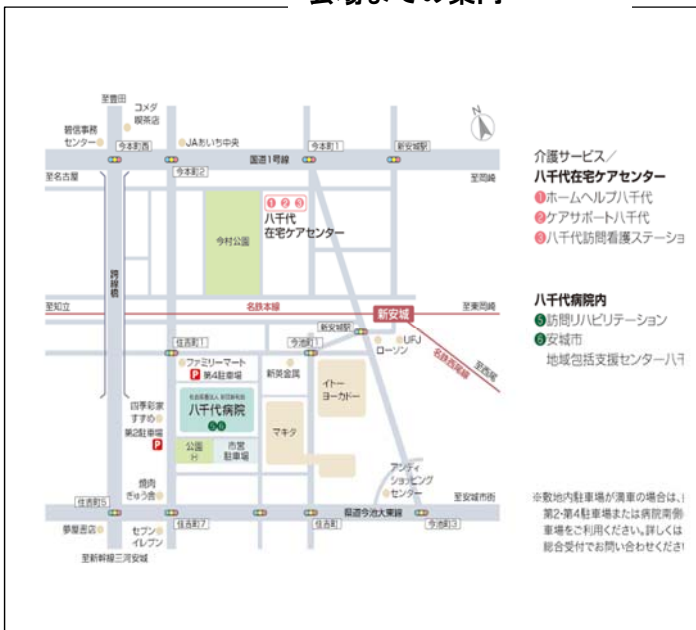 会場までの案内
至豊田
コメダ
喫茶店
碧信事務
センター
今本町西
JAあいち中央
今本町1
新安城駅
国道1号線
至名古屋
今本町2
至岡崎
N
今村公園
❶❷❸
八千代
在宅ケアセンター
跨線橋
至知立
名鉄本線
新安城
至東岡崎
新安城駅
住吉町1
今池町1
UFJ
ローソン
名鉄西尾線
至西尾
ファミリーマート
P 第4駐車場
新英金属
イトー
ヨーカドー
八千代病院
❺❻
四季彩家
すずめ
第2駐車場
P
マキタ
公園
H
市営
駐車場
アンディ
ショッピング
センター
焼肉
ぎゅう舎
至安城市街
住吉町5
県道今池大東線
住吉町7
住吉町
今池町3
夢屋書店
セブン
イレブン
至新幹線三河安城
介護サービス／
八千代在宅ケアセンター
❶ホームヘルプ八千代
❷ケアサポート八千代
❸八千代訪問看護ステーショ
八千代病院内
❺訪問リハビリテーション
❻安城市
地域包括支援センター八千
※敷地内駐車場が満車の場合は、
第2・第4駐車場または病院南側
車場をご利用ください。詳しくは
総合受付でお問い合わせくださ